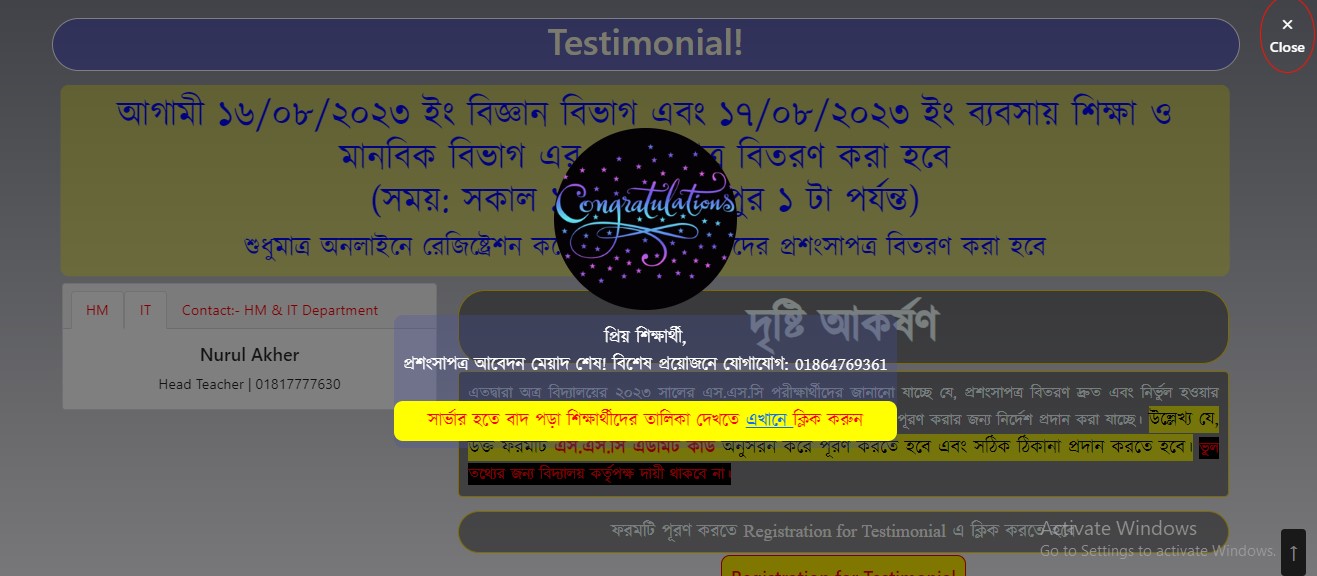 Testimonial!
×
Close
আগামী ১৬/০৮/২০২৩ ইং বিজ্ঞান বিভাগ এবং ১৭/০৮/২০২৩ ইং ব্যবসায় শিক্ষা ও
মানবিক বিভাগ বিতরণ করা হবে
(সময়: সকাল ১ টা পর্যন্ত)
Congratulations
শুধুমাত্র অনলাইনে রেজিষ্ট্রেশন প্রশংসাপত্র বিতরণ করা হবে
HM IT Contact:- HM & IT Department
Nurul Akher
Head Teacher | 01817777630
দৃষ্টি আকর্ষণ
প্রিয় শিক্ষার্থী,
প্রশংসাপত্র আবেদন মেয়াদ শেষ! বিশেষ প্রয়োজনে যোগাযোগ: 01864769361
সার্ভার হতে বাদ পড়া শিক্ষার্থীদের তালিকা দেখতে এখানে ক্লিক করুন
এতদ্বারা অত্র বিদ্যালয়ের ২০২৩ সালের এস.এস.সি পরীক্ষার্থীদের জানানো যাচ্ছে যে, প্রশংসাপত্র বিতরণ দ্রুত এবং নির্ভুল হওয়ার
পূরণ করার জন্য নির্দেশ প্রদান করা যাচ্ছে। উল্লেখ্য যে,
উক্ত ফরমটি এস.এস.সি এডমিট কার্ড অনুসরন করে পূরণ করতে হবে এবং সঠিক ঠিকানা প্রদান করতে হবে। ভুল
তথ্যের জন্য বিদ্যালয় কর্তৃপক্ষ দায়ী থাকবে না।
ফরমটি পূরণ করতে Registration for Testimonial এ ক্লিক করতে হবে
Activate Windows
Go to Settings to activate Windows.
Registration for Testimonial